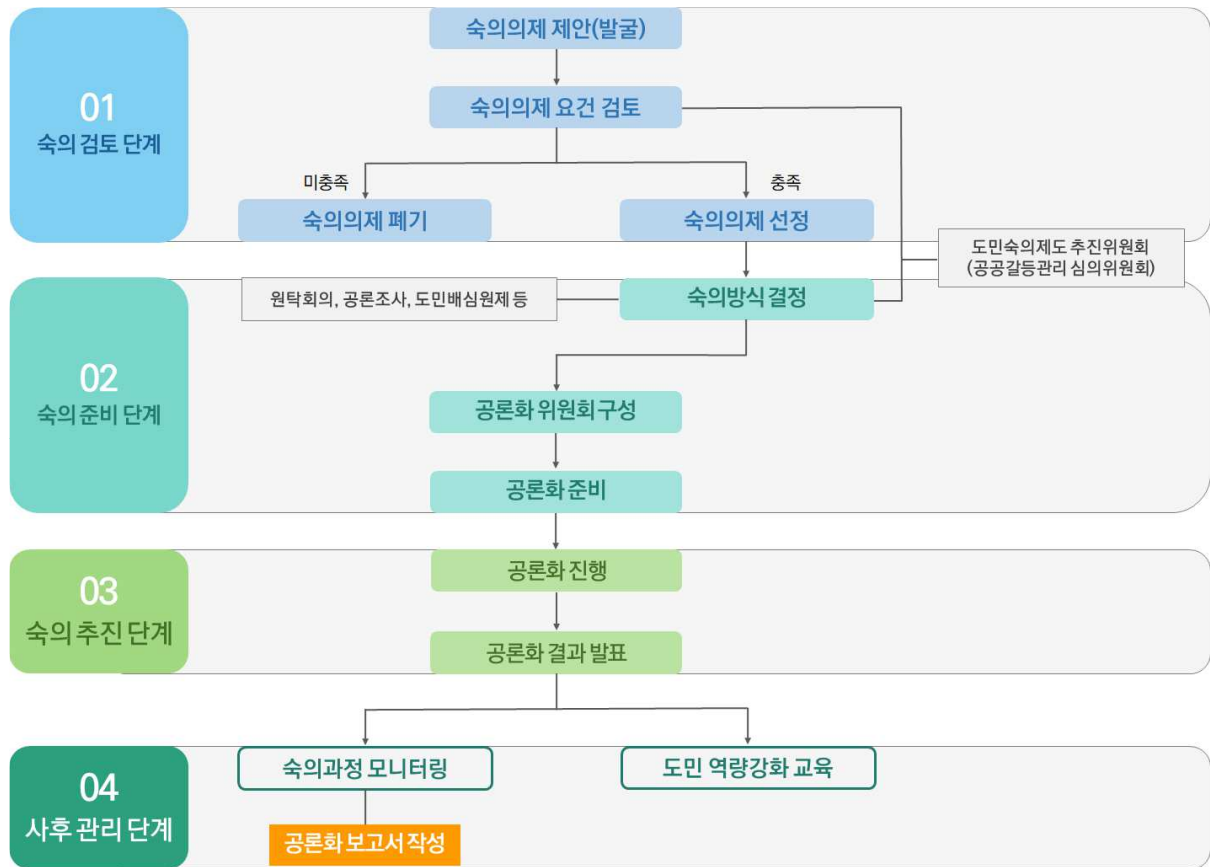 01
숙의 검토 단계
숙의의제 제안(발굴)
숙의의제 요건 검토
미충족
충족
숙의의제 폐기
숙의의제 선정
도민숙의제도 추진위원회
(공공갈등관리 심의위원회)
02
숙의 준비 단계
원탁회의, 공론조사, 도민배심원제 등
숙의방식 결정
공론화 위원회 구성
공론화 준비
03
숙의 추진 단계
공론화 진행
공론화 결과 발표
04
사후 관리 단계
숙의과정 모니터링
도민 역량강화 교육
공론화 보고서 작성